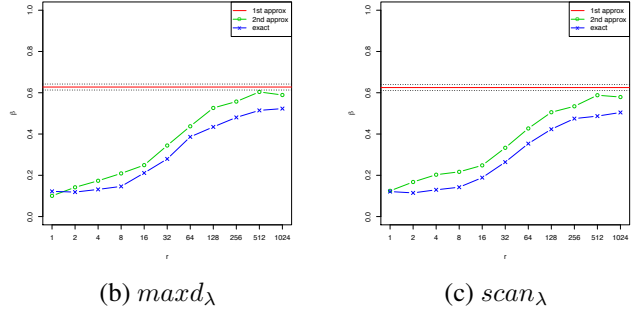 1st approx
2nd approx
exact
β
1.0
0.8
0.6
0.4
0.2
0.0
1 2 4 8 16 32 64 128 256 512 1024
r
(b) maxd_λ
1st approx
2nd approx
exact
β
1.0
0.8
0.6
0.4
0.2
0.0
1 2 4 8 16 32 64 128 256 512 1024
r
(c) scan_λ